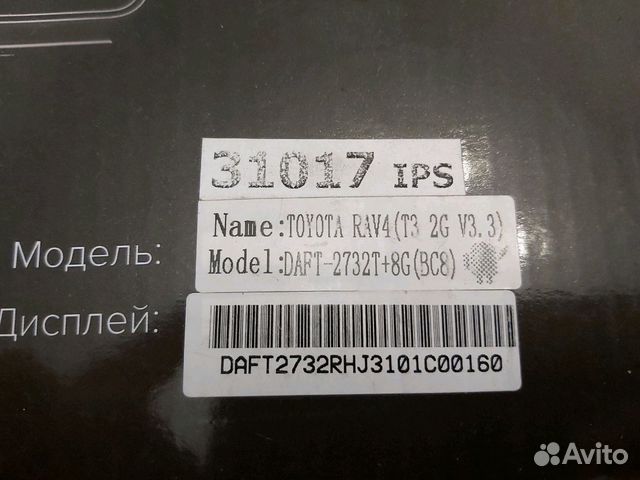 31017 IPS
Name:TOYOTA RAV4(T3 2G V3.3)
Модель:
Model:DAFT-2732T+8G(BC8)
Дисплей:
DAFT2732RHJ3101C00160
Avito